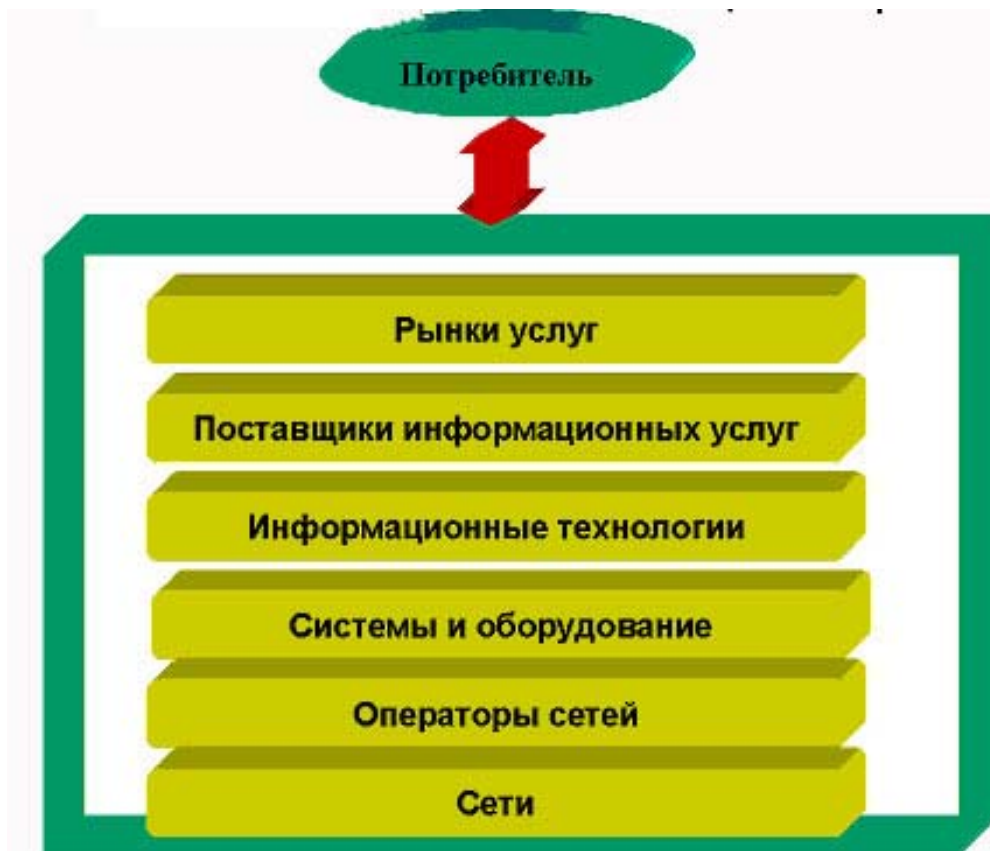 Потребитель
Рынки услуг
Поставщики информационных услуг
Информационные технологии
Системы и оборудование
Операторы сетей
Сети